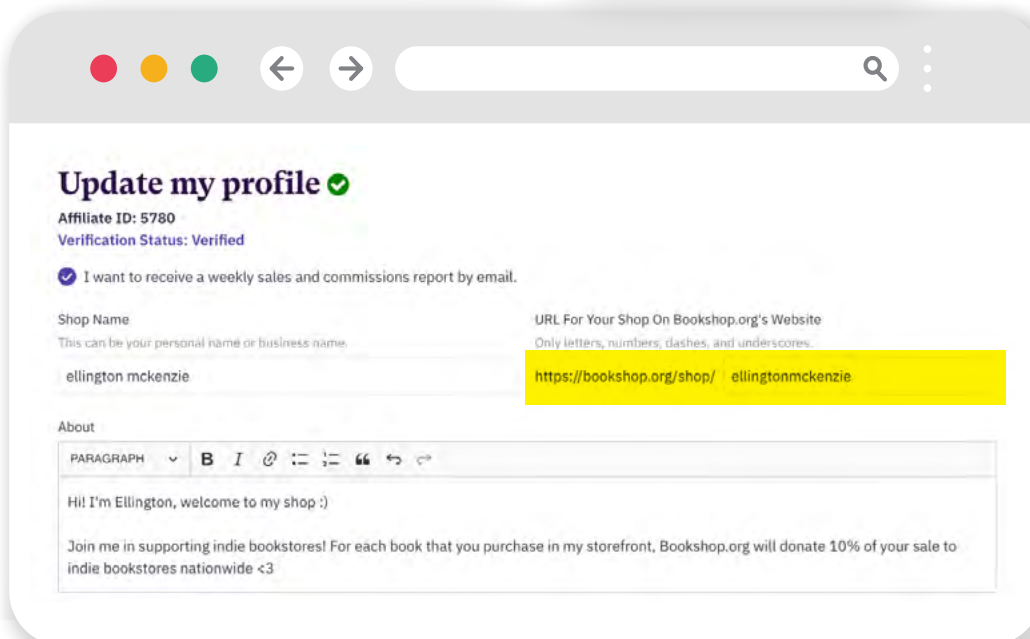 Update my profile
Affiliate ID: 5780
Verification Status: Verified
I want to receive a weekly sales and commissions report by email.
Shop Name
This can be your personal name or business name.
ellington mckenzie
URL For Your Shop On Bookshop.org's Website
Only letters, numbers, dashes, and underscores.
https://bookshop.org/shop/ ellingtonmckenzie
About
PARAGRAPH B I
Hi! I'm Ellington, welcome to my shop :)
Join me in supporting indie bookstores! For each book that you purchase in my storefront, Bookshop.org will donate 10% of your sale to
indie bookstores nationwide <3